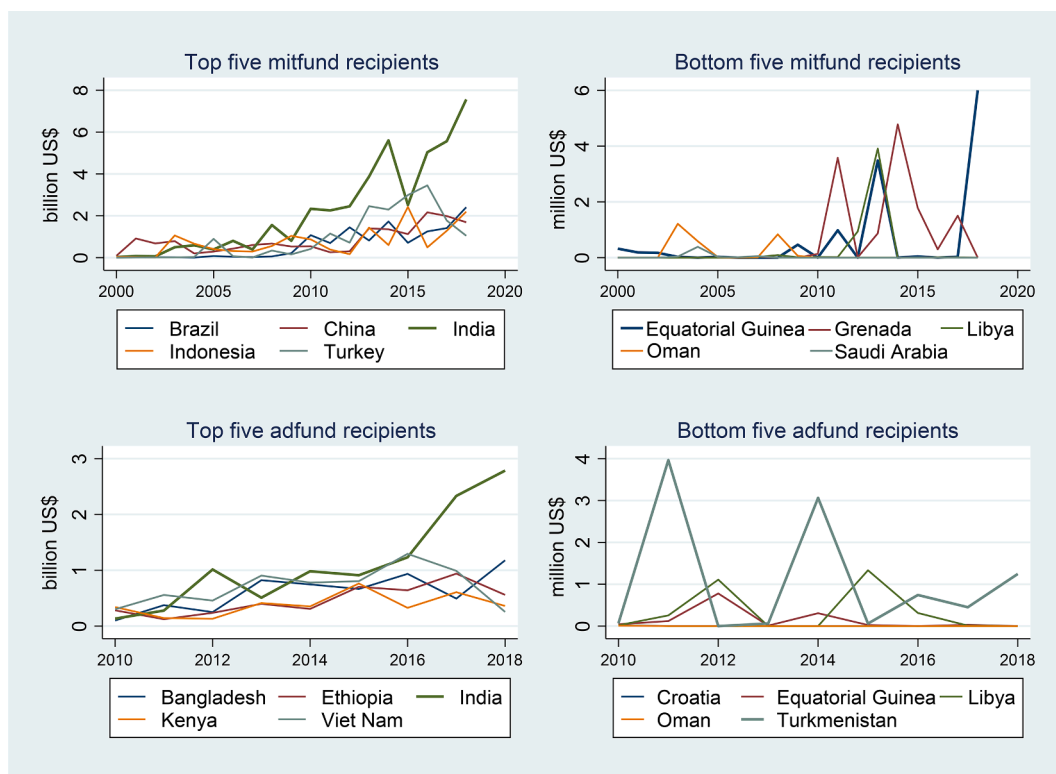 Top five mitfund recipients
billion US$
8
6
4
2
0
2000 2005 2010 2015 2020
Brazil China India
Indonesia Turkey
Bottom five mitfund recipients
million US$
6
4
2
0
2000 2005 2010 2015 2020
Equatorial Guinea Grenada Libya
Oman Saudi Arabia
Top five adfund recipients
billion US$
3
2
1
0
2010 2012 2014 2016 2018
Bangladesh Ethiopia India
Kenya Viet Nam
Bottom five adfund recipients
million US$
4
3
2
1
0
2010 2012 2014 2016 2018
Croatia Equatorial Guinea Libya
Oman Turkmenistan